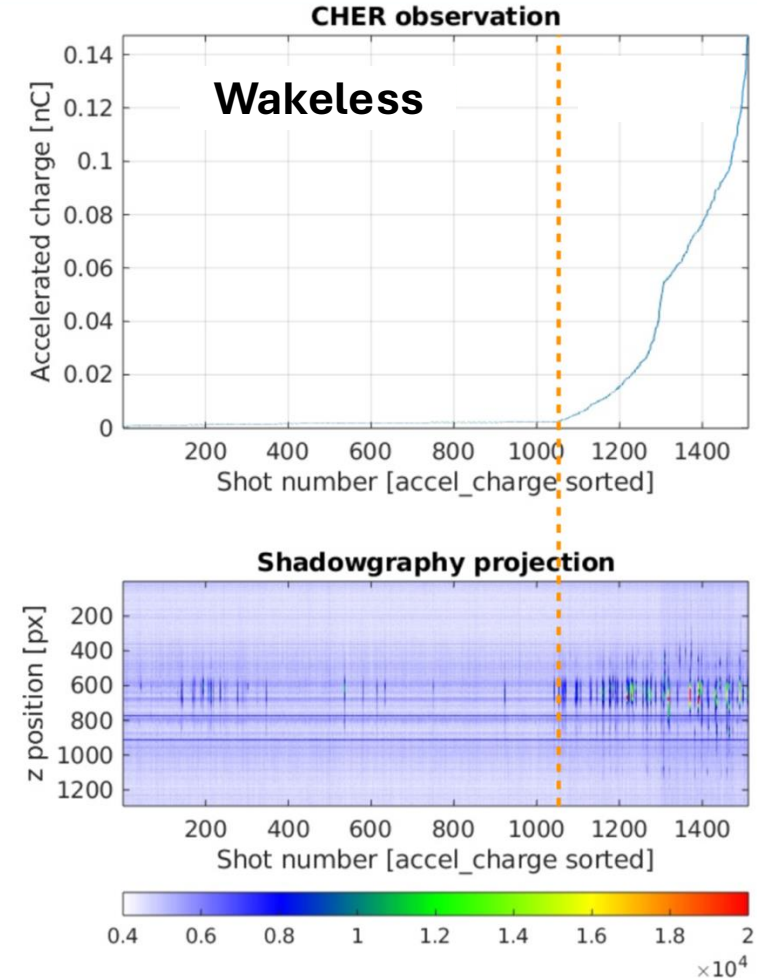 CHER observation
Wakeless
Accelerated charge [nC]
0.14
0.12
0.1
0.08
0.06
0.04
0.02
0
200 400 600 800 1000 1200 1400
Shot number [accel_charge sorted]
Shadowgraphy projection
z position [px]
200
400
600
800
1000
1200
200 400 600 800 1000 1200 1400
Shot number [accel_charge sorted]
0.4 0.6 0.8 1 1.2 1.4 1.6 1.8 2
×10⁴